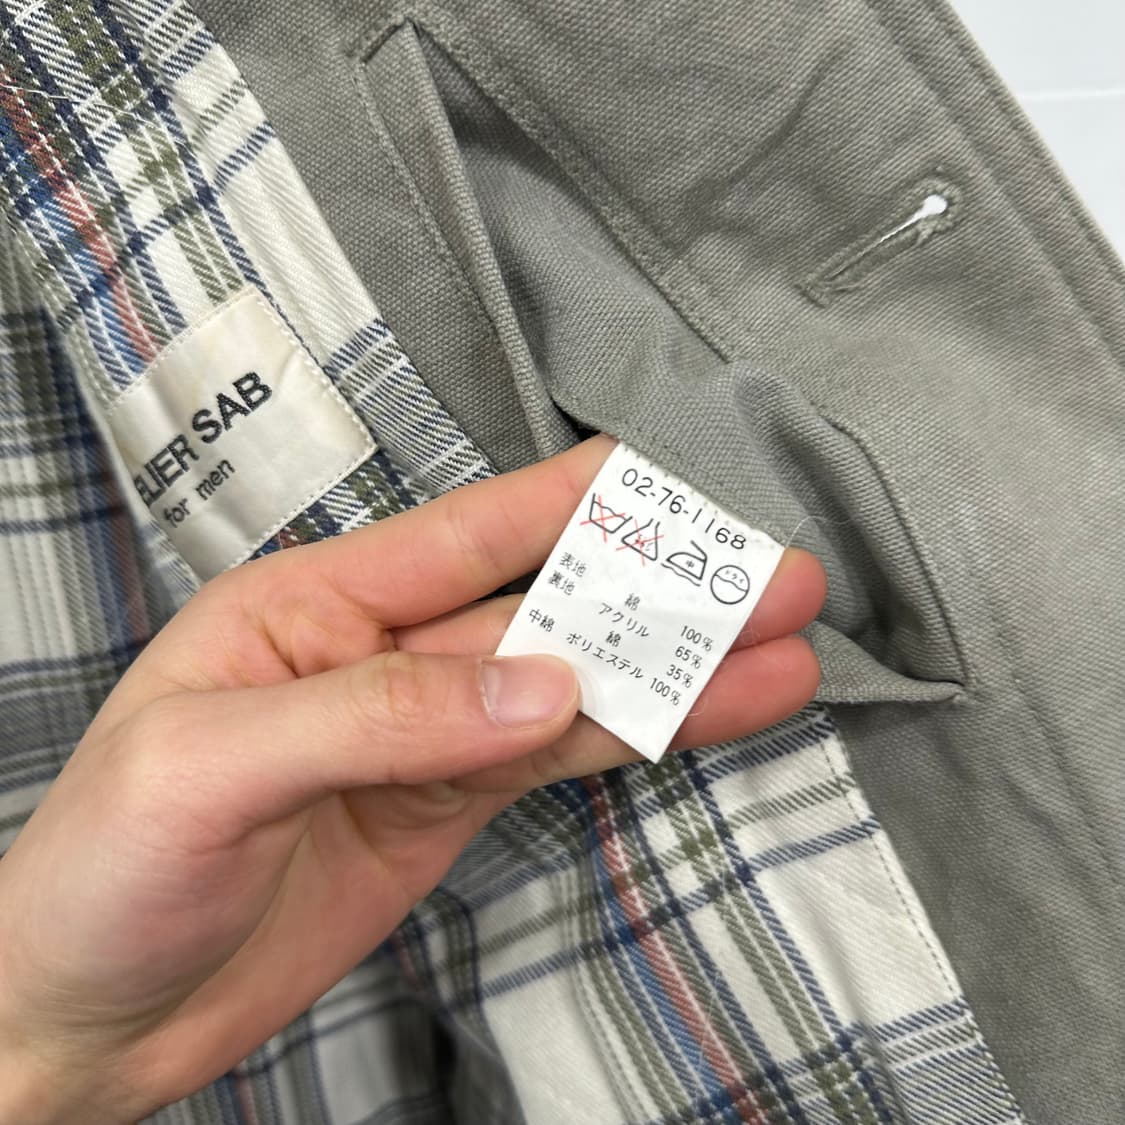 ELIER SAB
for men
02-76-1168
中
ドライ
表地 綿 100%
裏地 アクリル 65%
綿 35%
中綿 ポリエステル 100%